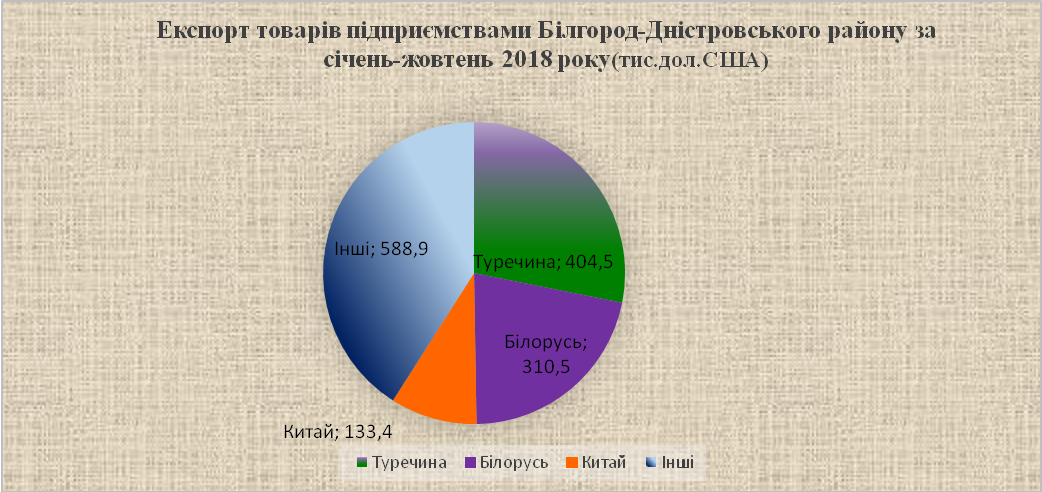 Експорт товарів підприємствами Білгород-Дністровського району за
січень-жовтень 2018 року(тис.дол.США)
Інші; 588,9
Туречина; 404,5
Білорусь;
310,5
Китай; 133,4
Туречина Білорусь Китай Інші